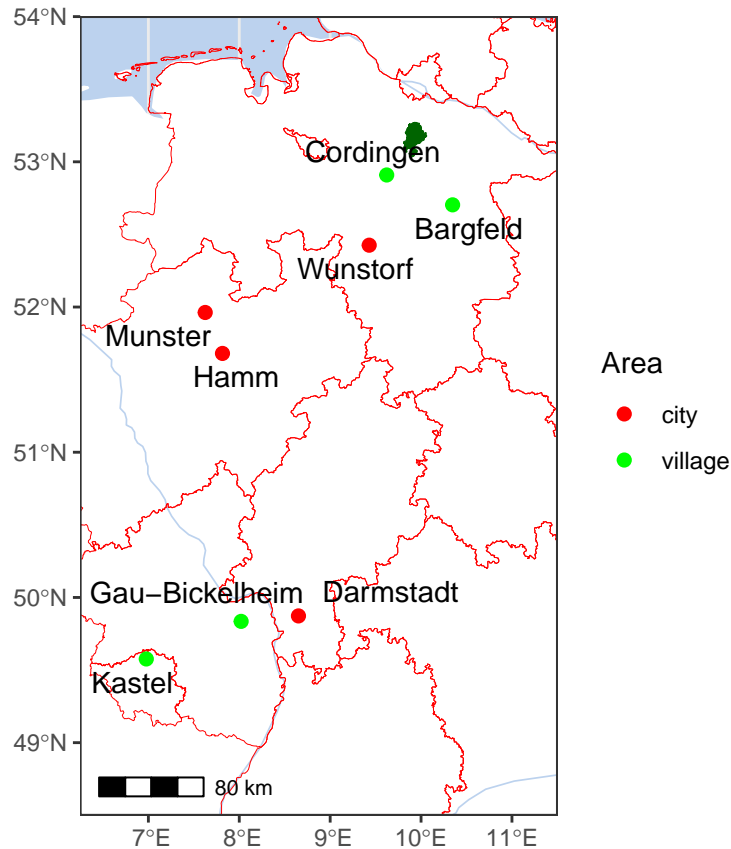 54°N
53°N
52°N
51°N
50°N
49°N
Cordingen
Bargfeld
Wunstorf
Munster
Hamm
Gau−Bickelheim
Darmstadt
Kastel
80 km
7°E
8°E
9°E
10°E
11°E
Area
city
village